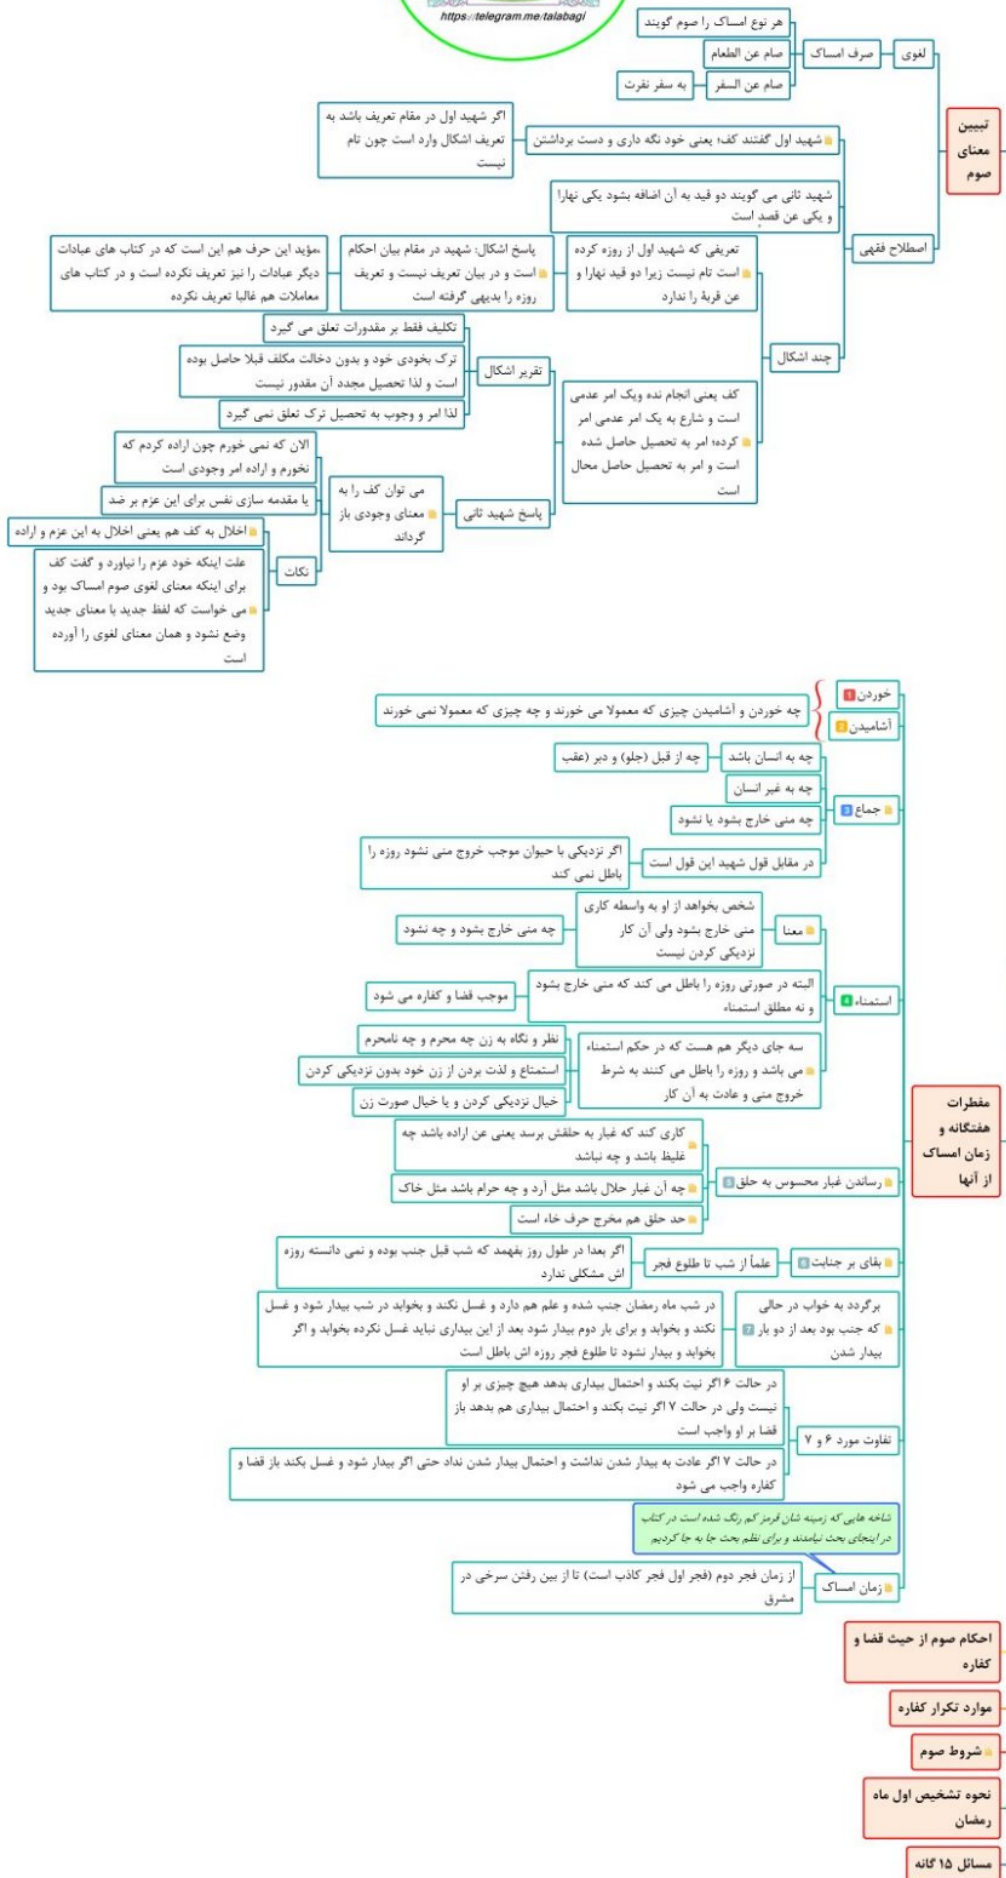 https://telegram.me/talabagi
تبیین
معنای
صوم
لغوی
صرف امساک
هر نوع امساک را صوم گویند
صام عن الطعام
صام عن السفر
به سفر نفرت
اصطلاح فقهی
شهید اول گفتند کف؛ یعنی خود نگه داری و دست برداشتن
اگر شهید اول در مقام تعریف باشد به
تعریف اشکال وارد است چون تام
نیست
شهید ثانی می گویند دو قید به آن اضافه بشود یکی نهارا
و یکی عن قصدٍ است
چند اشکال
تعریفی که شهید اول از روزه کرده
است تام نیست زیرا دو قید نهارا و
عن قربة را ندارد
پاسخ اشکال: شهید در مقام بیان احکام
است و در بیان تعریف نیست و تعریف
روزه را بدیهی گرفته است
مؤید این حرف هم این است که در کتاب های عبادات
دیگر عبادات را نیز تعریف نکرده است و در کتاب های
معاملات هم غالبا تعریف نکرده
کف یعنی انجام نده ویک امر عدمی
است و شارع به یک امر عدمی امر
کرده؛ امر به تحصیل حاصل شده
است و امر به تحصیل حاصل محال
است
تقریر اشکال
تکلیف فقط بر مقدورات تعلق می گیرد
ترک بخودی خود و بدون دخالت مکلف قبلا حاصل بوده
است و لذا تحصیل مجدد آن مقدور نیست
لذا امر و وجوب به تحصیل ترک تعلق نمی گیرد
پاسخ شهید ثانی
می توان کف را به
معنای وجودی باز
گرداند
الان که نمی خورم چون اراده کردم که
نخورم و اراده امر وجودی است
یا مقدمه سازی نفس برای این عزم بر ضد
نکات
اخلال به کف هم یعنی اخلال به این عزم و اراده
علت اینکه خود عزم را نیاورد و گفت کف
برای اینکه معنای لغوی صوم امساک بود و
می خواست که لفظ جدید با معنای جدید
وضع نشود و همان معنای لغوی را آورده
است
مفطرات
هفتگانه و
زمان امساک
از آنها
خوردن 1
آشامیدن 2
چه خوردن و آشامیدن چیزی که معمولا می خورند و چه چیزی که معمولا نمی خورند
جماع 3
چه به انسان باشد
چه از قبل (جلو) و دبر (عقب
چه به غیر انسان
چه منی خارج بشود یا نشود
در مقابل قول شهید این قول است
اگر نزدیکی با حیوان موجب خروج منی نشود روزه را
باطل نمی کند
استمناء 4
معنا
شخص بخواهد از او به واسطه کاری
منی خارج بشود ولی آن کار
نزدیکی کردن نیست
چه منی خارج بشود و چه نشود
البته در صورتی روزه را باطل می کند که منی خارج بشود
و نه مطلق استمناء
موجب قضا و کفاره می شود
سه جای دیگر هم هست که در حکم استمناء
می باشد و روزه را باطل می کنند به شرط
خروج منی و عادت به آن کار
نظر و نگاه به زن چه محرم و چه نامحرم
استمتاع و لذت بردن از زن خود بدون نزدیکی کردن
خیال نزدیکی کردن و یا خیال صورت زن
رساندن غبار محسوس به حلق 5
کاری کند که غبار به حلقش برسد یعنی عن اراده باشد چه
غلیظ باشد و چه نباشد
چه آن غبار حلال باشد مثل آرد و چه حرام باشد مثل خاک
حد حلق هم مخرج حرف خاء است
بقای بر جنابت 6
علماً از شب تا طلوع فجر
اگر بعدا در طول روز بفهمد که شب قبل جنب بوده و نمی دانسته روزه
اش مشکلی ندارد
برگردد به خواب در حالی
که جنب بود بعد از دو بار 7
بیدار شدن
در شب ماه رمضان جنب شده و علم هم دارد و غسل نکند و بخوابد در شب بیدار شود و غسل
نکند و بخوابد و برای بار دوم بیدار شود بعد از این بیداری نباید غسل نکرده بخوابد و اگر
بخوابد و بیدار نشود تا طلوع فجر روزه اش باطل است
تفاوت مورد ۶ و ۷
در حالت ۶ اگر نیت بکند و احتمال بیداری بدهد هیچ چیزی بر او
نیست ولی در حالت ۷ اگر نیت بکند و احتمال بیداری هم بدهد باز
قضا بر او واجب است
در حالت ۷ اگر عادت به بیدار شدن نداشت و احتمال بیدار شدن نداد حتی اگر بیدار شود و غسل بکند باز قضا و
کفاره واجب می شود
شاخه هایی که زمینه شان قرمز کم رنگ شده است در کتاب
در اینجای بحث نیامدند و برای نظم بحث جا به جا کردیم
زمان امساک
از زمان فجر دوم (فجر اول فجر کاذب است) تا از بین رفتن سرخی در
مشرق
احکام صوم از حیث قضا و
کفاره
موارد تکرار کفاره
شروط صوم
نحوه تشخیص اول ماه
رمضان
مسائل ۱۵ گانه